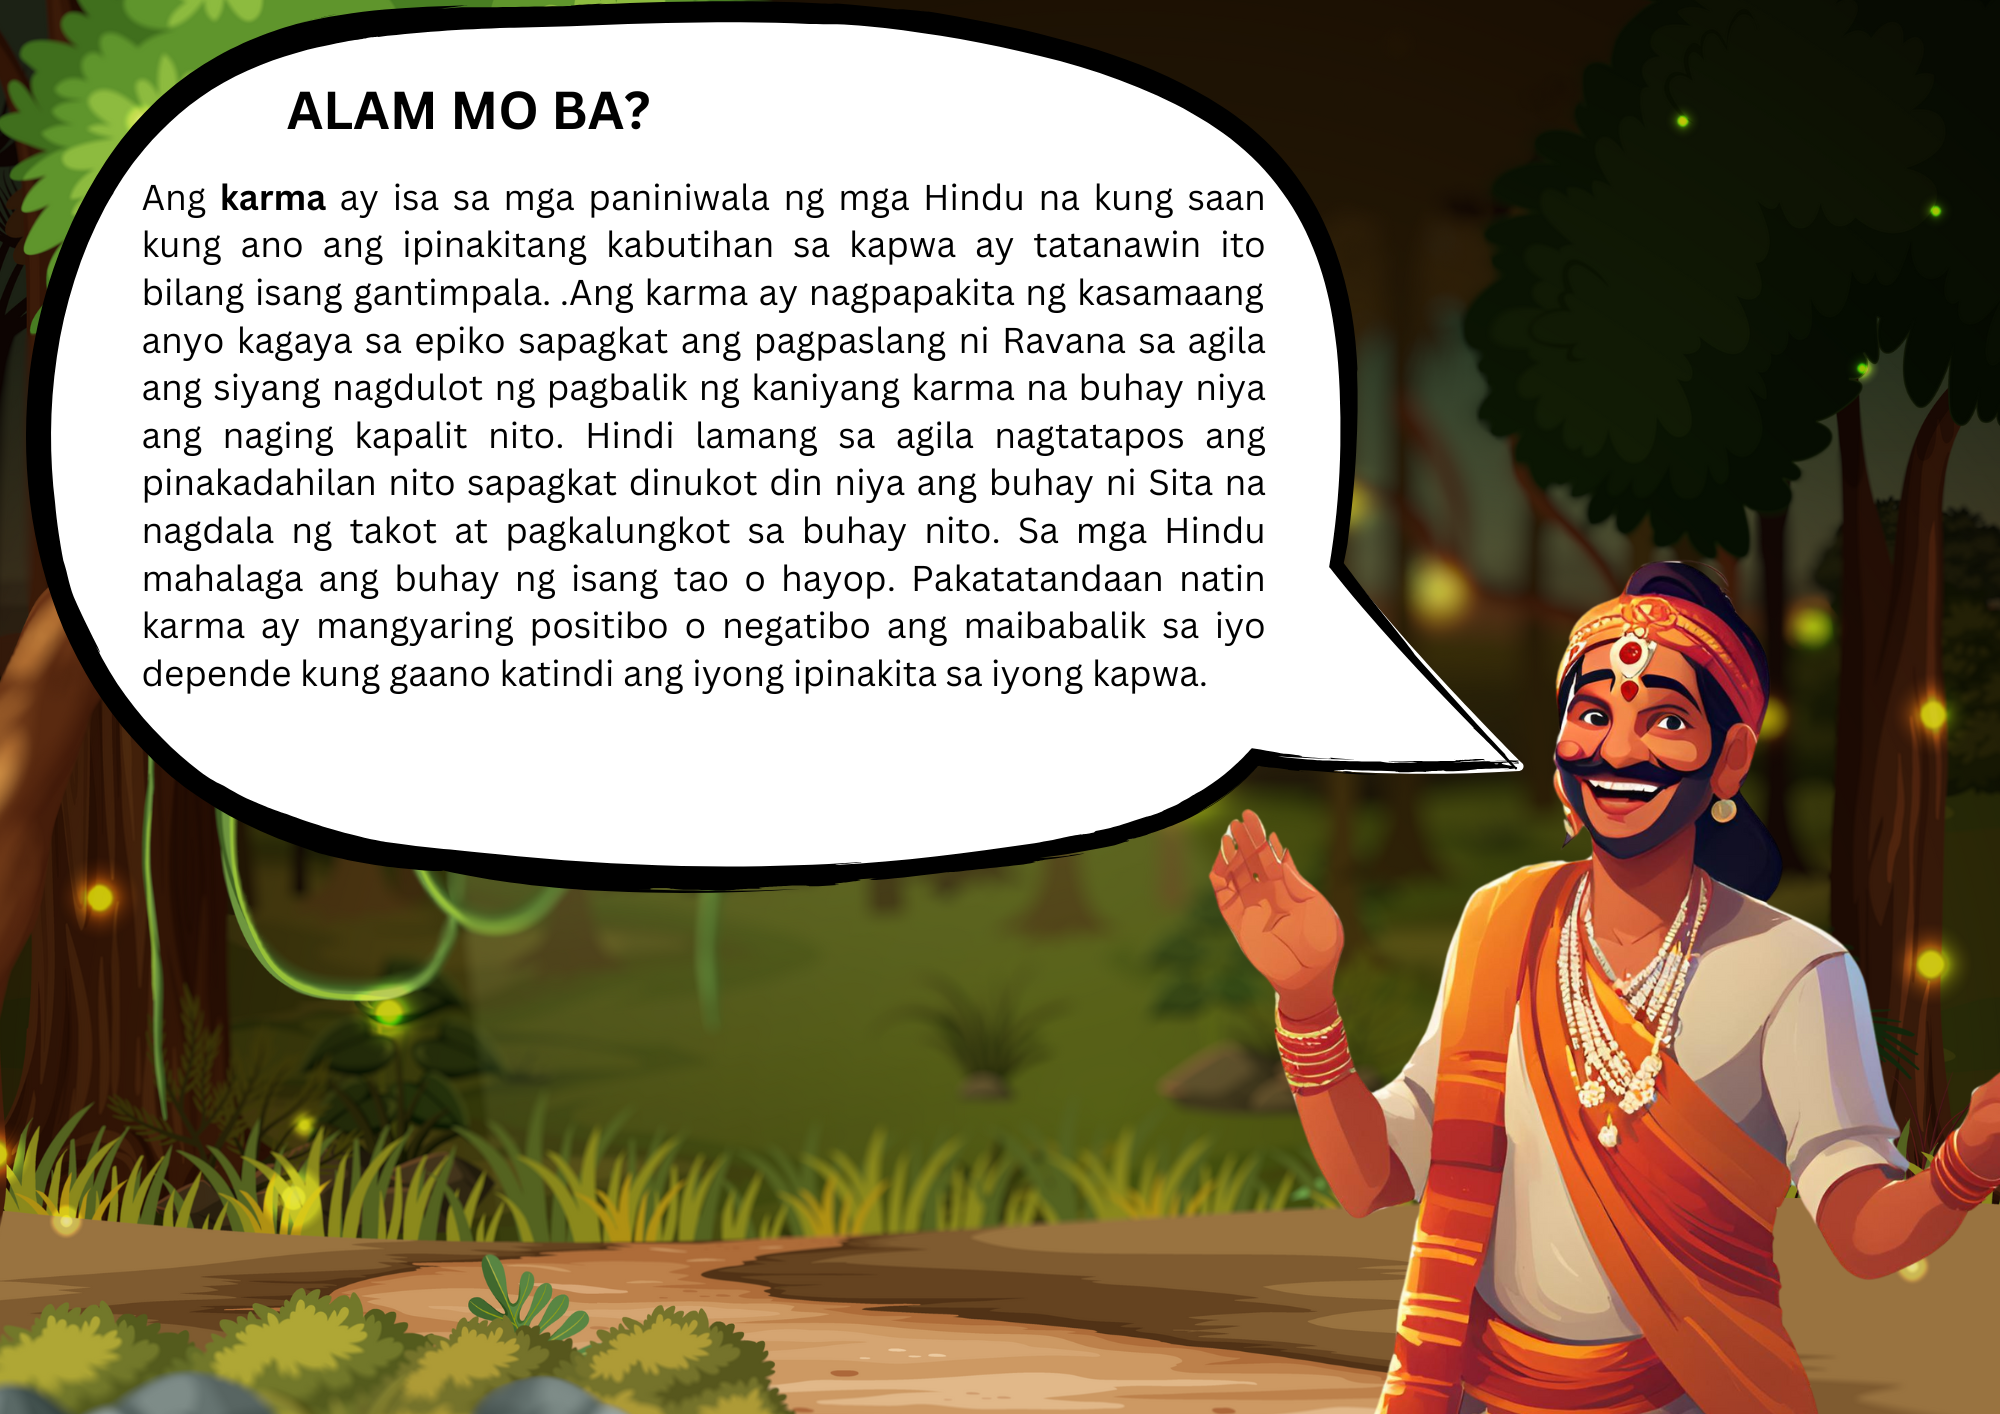 ALAM MO BA?
Ang karma ay isa sa mga paniniwala ng mga Hindu na kung saan
kung ano ang ipinakitang kabutihan sa kapwa ay tatanawin ito
bilang isang gantimpala. .Ang karma ay nagpapakita ng kasamaang
anyo kagaya sa epiko sapagkat ang pagpaslang ni Ravana sa agila
ang siyang nagdulot ng pagbalik ng kaniyang karma na buhay niya
ang naging kapalit nito. Hindi lamang sa agila nagtatapos ang
pinakadahilan nito sapagkat dinukot din niya ang buhay ni Sita na
nagdala ng takot at pagkalungkot sa buhay nito. Sa mga Hindu
mahalaga ang buhay ng isang tao o hayop. Pakatatandaan natin
karma ay mangyaring positibo o negatibo ang maibabalik sa iyo
depende kung gaano katindi ang iyong ipinakita sa iyong kapwa.